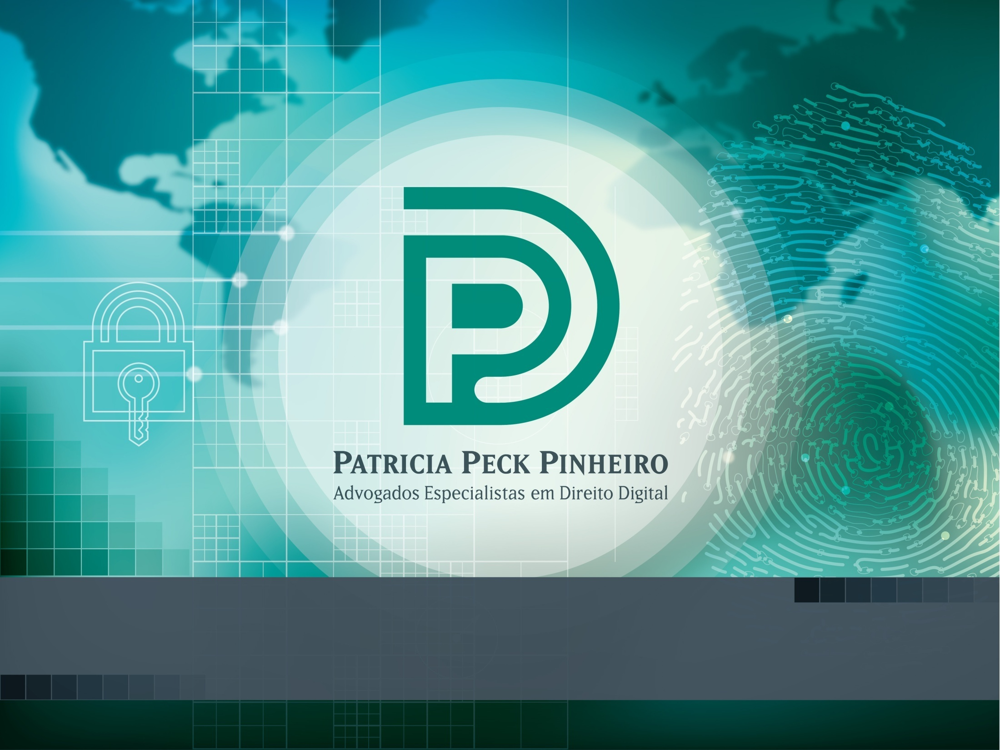 PATRICIA PECK PINHEIRO
Advogados Especialistas em Direito Digital